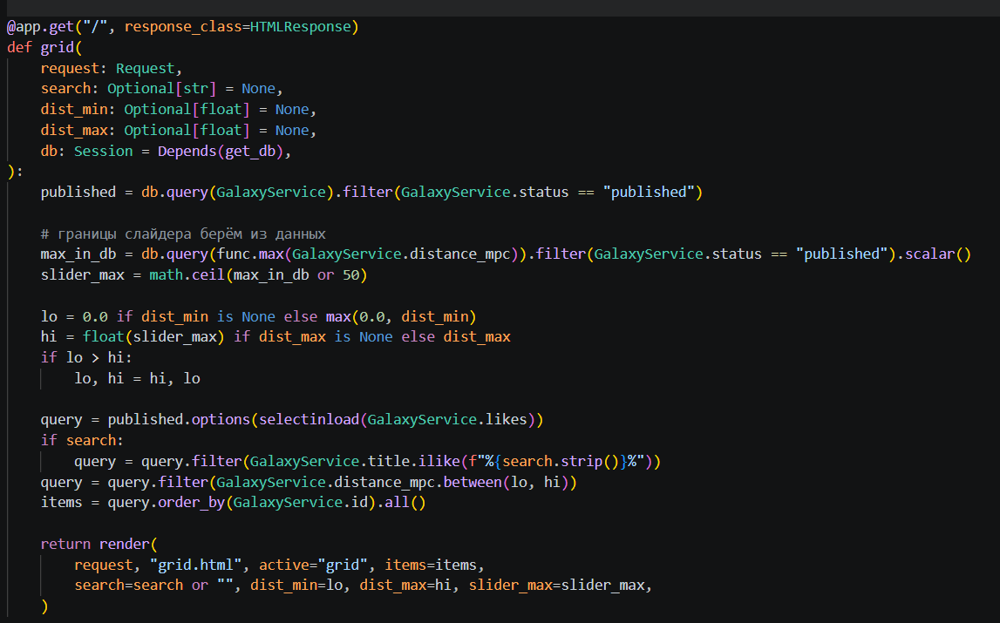 @app.get("/", response_class=HTMLResponse)
def grid(
    request: Request,
    search: Optional[str] = None,
    dist_min: Optional[float] = None,
    dist_max: Optional[float] = None,
    db: Session = Depends(get_db),
):
    published = db.query(GalaxyService).filter(GalaxyService.status == "published")

    # границы слайдера берём из данных
    max_in_db = db.query(func.max(GalaxyService.distance_mpc)).filter(GalaxyService.status == "published").scalar()
    slider_max = math.ceil(max_in_db or 50)

    lo = 0.0 if dist_min is None else max(0.0, dist_min)
    hi = float(slider_max) if dist_max is None else dist_max
    if lo > hi:
        lo, hi = hi, lo

    query = published.options(selectinload(GalaxyService.likes))
    if search:
        query = query.filter(GalaxyService.title.ilike(f"%{search.strip()}%"))
    query = query.filter(GalaxyService.distance_mpc.between(lo, hi))
    items = query.order_by(GalaxyService.id).all()

    return render(
        request, "grid.html", active="grid", items=items,
        search=search or "", dist_min=lo, dist_max=hi, slider_max=slider_max,
    )